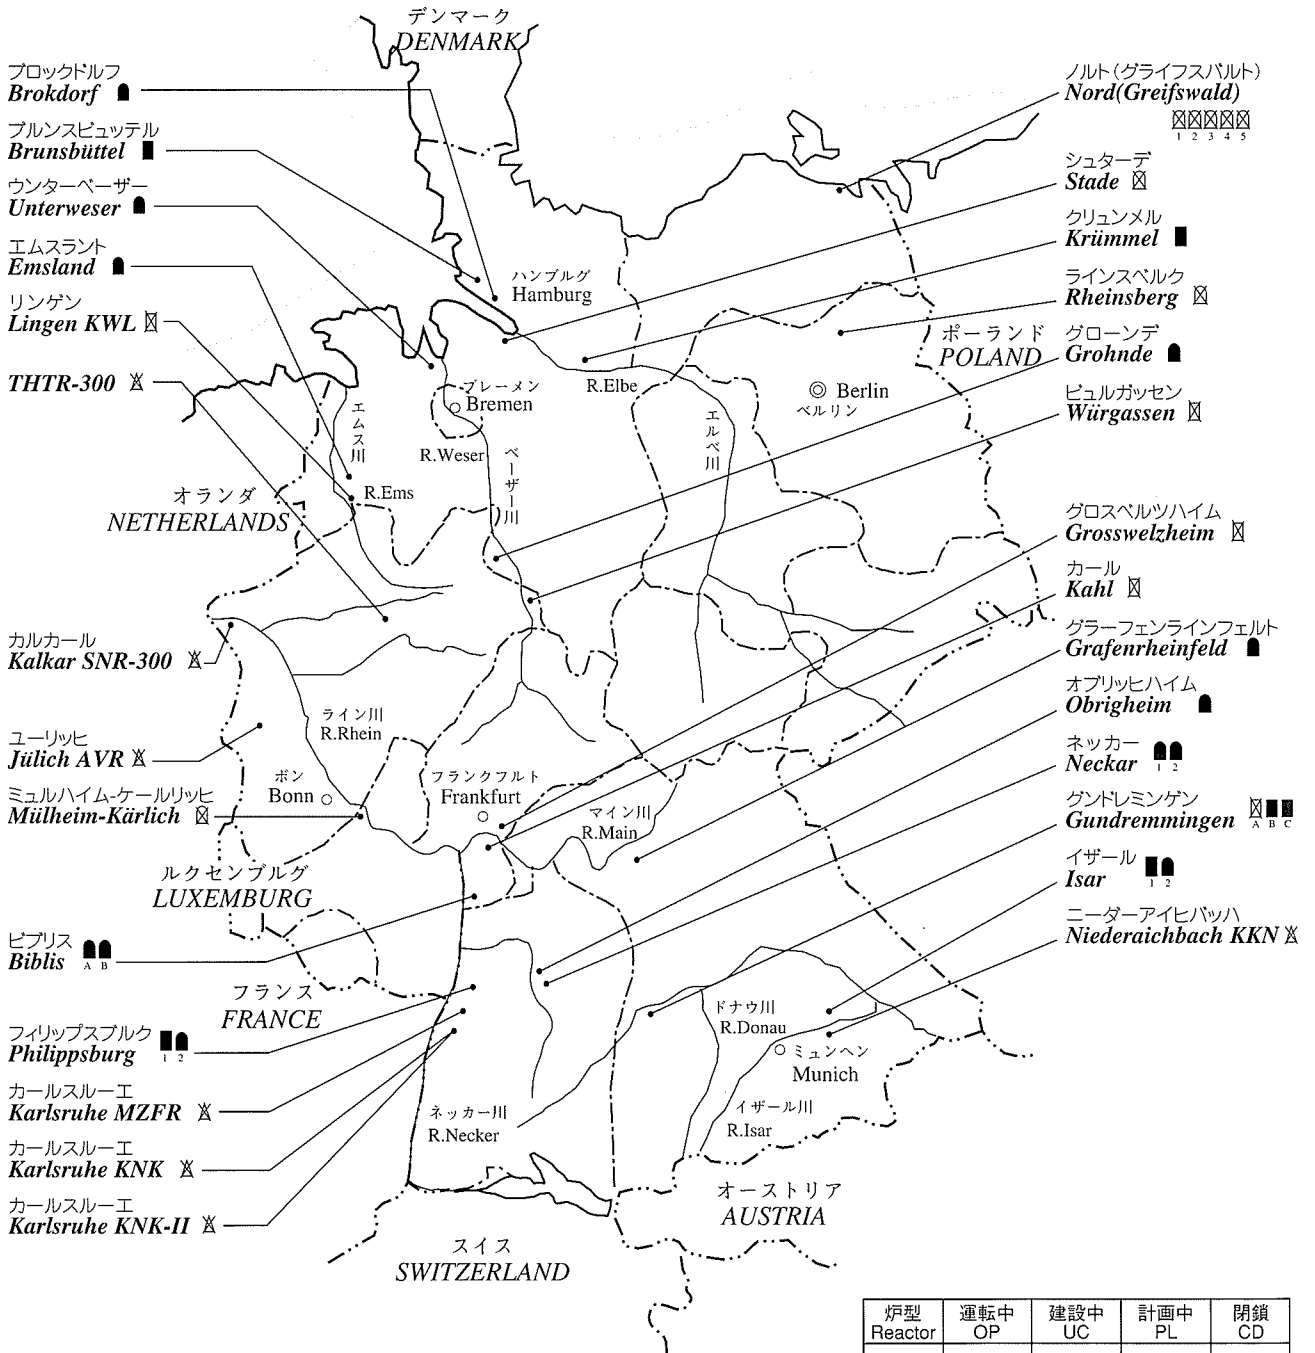 デンマーク
DENMARK
ブロックドルフ
Brokdorf
ブルンスビュッテル
Brunsbüttel
ウンターベーザー
Unterweser
エムスラント
Emsland
リンゲン
Lingen KWL
THTR-300
カルカール
Kalkar SNR-300
ユーリッヒ
Jülich AVR
ミュルハイム-ケールリッヒ
Mülheim-Kärlich
ビブリス
Biblis
A B
フィリップスブルク
Philippsburg
1 2
カールスルーエ
Karlsruhe MZFR
カールスルーエ
Karlsruhe KNK
カールスルーエ
Karlsruhe KNK-II
ハンブルグ
Hamburg
ブレーメン
Bremen
エムス川
R.Ems
R.Weser
ベーザー川
R.Elbe
エルベ川
Berlin
ベルリン
ポーランド
POLAND
オランダ
NETHERLANDS
ライン川
R.Rhein
ボン
Bonn
フランクフルト
Frankfurt
マイン川
R.Main
ルクセンブルグ
LUXEMBURG
フランス
FRANCE
ドナウ川
R.Donau
ミュンヘン
Munich
イザール川
R.Isar
ネッカー川
R.Necker
オーストリア
AUSTRIA
スイス
SWITZERLAND
ノルト(グライフスバルト)
Nord(Greifswald)
1 2 3 4 5
シュターデ
Stade
クリュンメル
Krümmel
ラインスベルク
Rheinsberg
グローンデ
Grohnde
ビュルガッセン
Würgassen
グロスベルツハイム
Grosswelzheim
カール
Kahl
グラーフェンラインフェルト
Grafenrheinfeld
オブリッヒハイム
Obrigheim
ネッカー
Neckar
1 2
グンドレミンゲン
Gundremmingen
A B C
イザール
Isar
1 2
ニーダーアイヒバッハ
Niederaichbach KKN
炉型 運転中 建設中 計画中 閉鎖
Reactor OP UC PL CD